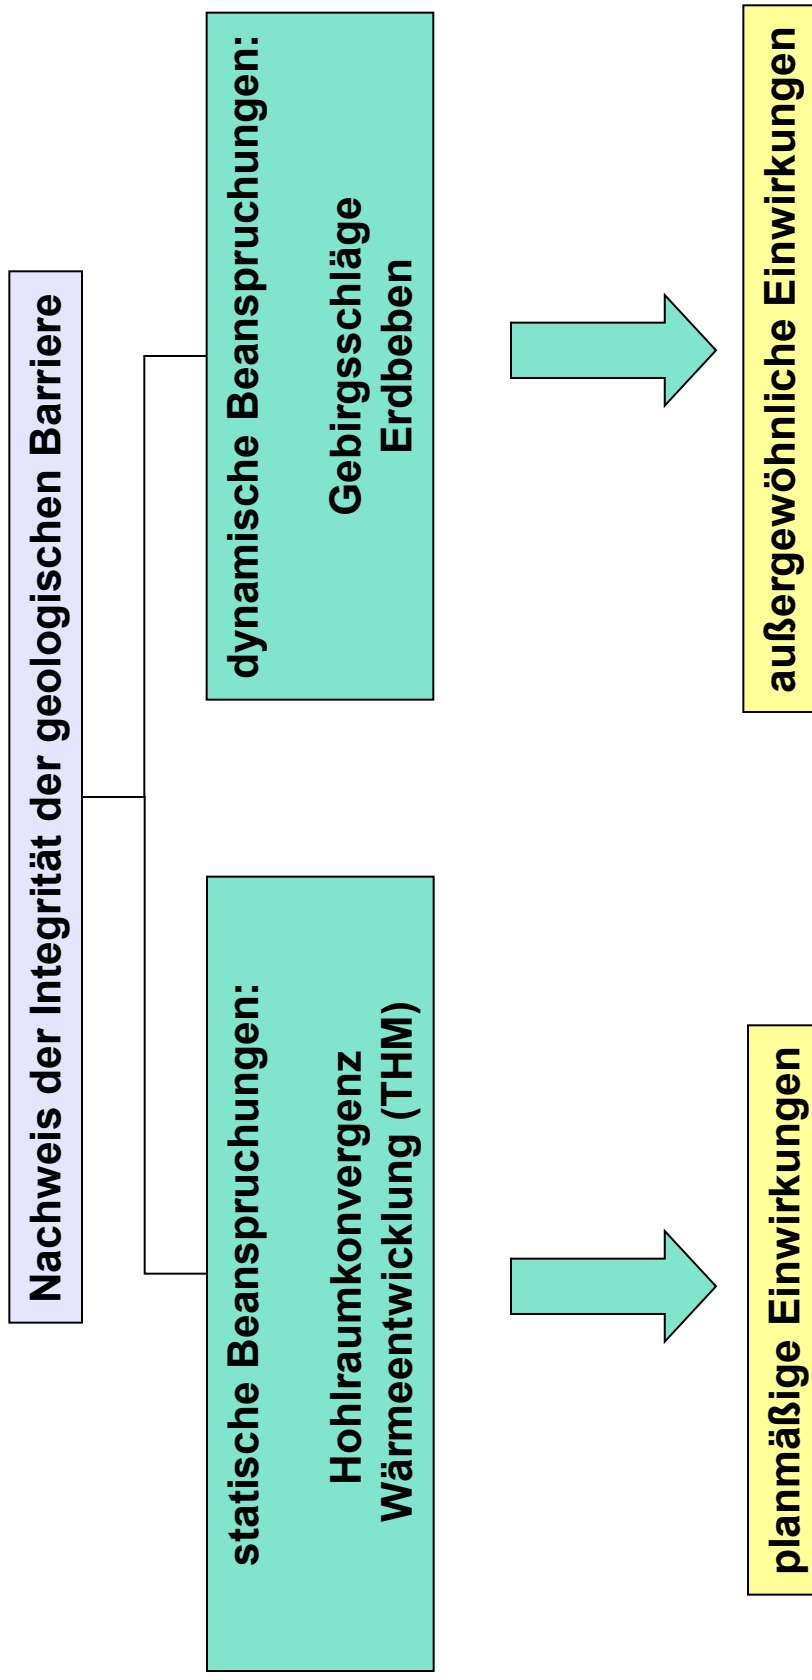 Nachweis der Integrität der geologischen Barriere
statische Beanspruchungen:
Hohlraumkonvergenz
Wärmeentwicklung (THM)
dynamische Beanspruchungen:
Gebirgsschläge
Erdbeben
planmäßige Einwirkungen
außergewöhnliche Einwirkungen